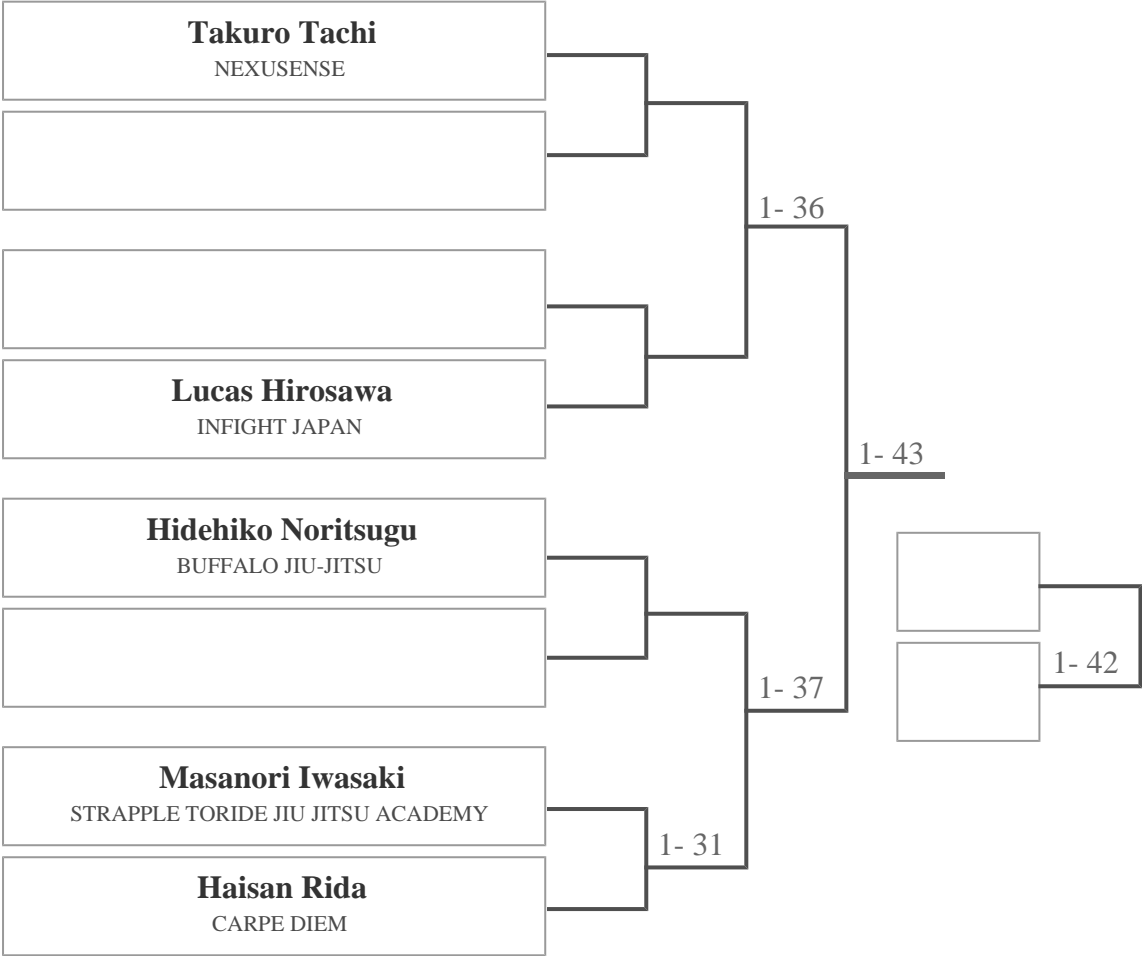 Takuro Tachi
NEXUSENSE
1- 36
Lucas Hirosawa
INFIGHT JAPAN
1- 43
Hidehiko Noritsugu
BUFFALO JIU-JITSU
1- 42
1- 37
Masanori Iwasaki
STRAPPLE TORIDE JIU JITSU ACADEMY
1- 31
Haisan Rida
CARPE DIEM